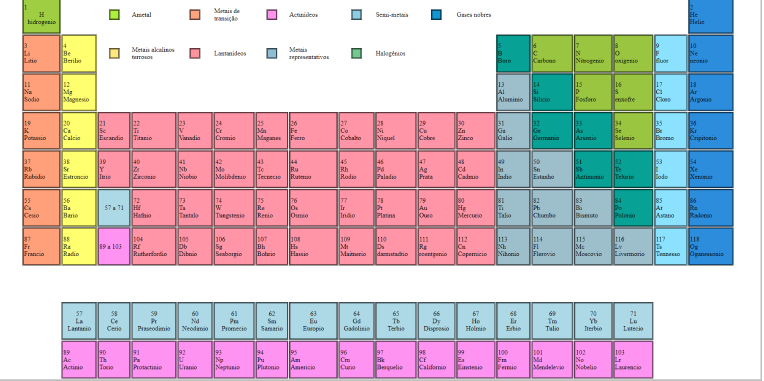 1
H
hidrogenio
Ametal
Metais de
transição
Actinídeos
Semi-metais
Gases nobres
2
He
Helio
Metais alcalinos
terrosos
Lantanídeos
Metais
representativos
Halogênios
3
Li
Litio
4
Be
Berilio
5
B
Boro
6
C
Carbono
7
N
Nitrogenio
8
O
oxigenio
9
F
fluor
10
Ne
neonio
11
Na
Sodio
12
Mg
Magnesio
13
Al
Aluminio
14
Si
Silicio
15
P
Fosforo
16
S
enxofre
17
Cl
Cloro
18
Ar
Argonio
19
K
Potassio
20
Ca
Calcio
21
Sc
Escandio
22
Ti
Titanio
23
V
Vanadio
24
Cr
Cromio
25
Mn
Manganes
26
Fe
Ferro
27
Co
Cobalto
28
Ni
Niquel
29
Cu
Cobre
30
Zn
Zinco
31
Ga
Galio
32
Ge
Germanio
33
As
Arsenio
34
Se
Selenio
35
Br
Bromio
36
Kr
Criptonio
37
Rb
Rubidio
38
Sr
Estroncio
39
Y
Itrio
40
Zr
Zirconio
41
Nb
Niobio
42
Mo
Molibdenio
43
Tc
Tecnecio
44
Ru
Rutenio
45
Rh
Rodio
46
Pd
Paladio
47
Ag
Prata
48
Cd
Cadmio
49
In
Indio
50
Sn
Estanho
51
Sb
Antimonio
52
Te
Telurio
53
I
Iodo
54
Xe
Xenonio
55
Cs
Cesio
56
Ba
Bario
57 a 71
72
Hf
Hafnio
73
Ta
Tantalo
74
W
Tungstenio
75
Re
Renio
76
Os
Osmio
77
Ir
Iridio
78
Pt
Platina
79
Au
Ouro
80
Hg
Mercurio
81
Ti
Talio
82
Pb
Chumbo
83
Bi
Bismuto
84
Po
Polonio
85
Astano
86
Rn
Radonio
87
Fr
Francio
88
Ra
Radio
89 a 103
104
Rf
Rutherfordio
105
Db
Dubnio
106
Sg
Seaborgio
107
Bh
Bohrio
108
Hs
Hassio
109
Mt
Meitnerio
110
Ds
darmstadtio
111
Rg
roentgenio
112
Cn
Copernicio
113
Nh
Nihonio
114
Fl
Flerovio
115
Mc
Moscovio
116
Lv
Livermorio
117
Ts
Tennesso
118
Og
Oganessonio
57
La
Lantanio
58
Ce
Cerio
59
Pr
Praseodimio
60
Nd
Neodimio
61
Pm
Promecio
62
Sm
Samario
63
Eu
Europio
64
Gd
Gadolinio
65
Tb
Terbio
66
Dy
Disprosio
67
Ho
Holmio
68
Er
Erbio
69
Tm
Tulio
70
Yb
Iterbio
71
Lu
Lutecio
89
Ac
Actinio
90
Th
Torio
91
Pa
Protactinio
92
U
Uranio
93
Np
Neptunio
94
Pu
Plutonio
95
Am
Americio
96
Cm
Curio
97
Bk
Berquelio
98
Cf
Californio
99
Es
Einstenio
100
Fm
Fermio
101
Md
Mendelevio
102
No
Nobelio
103
Lr
Laurencio